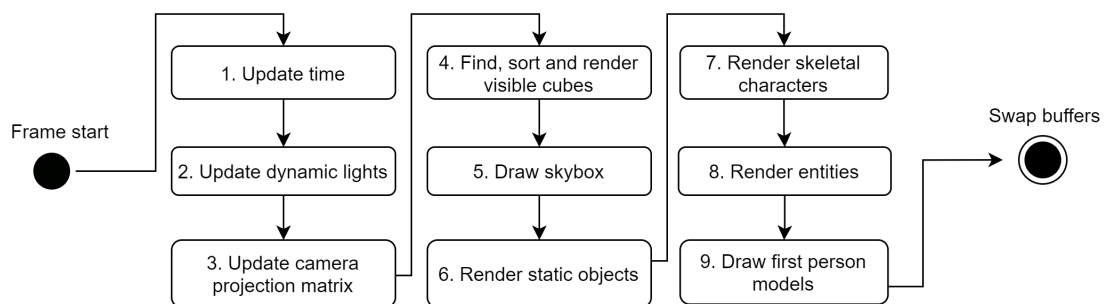 Frame start
1. Update time
2. Update dynamic lights
3. Update camera
projection matrix
4. Find, sort and render
visible cubes
5. Draw skybox
6. Render static objects
7. Render skeletal
characters
8. Render entities
9. Draw first person
models
Swap buffers